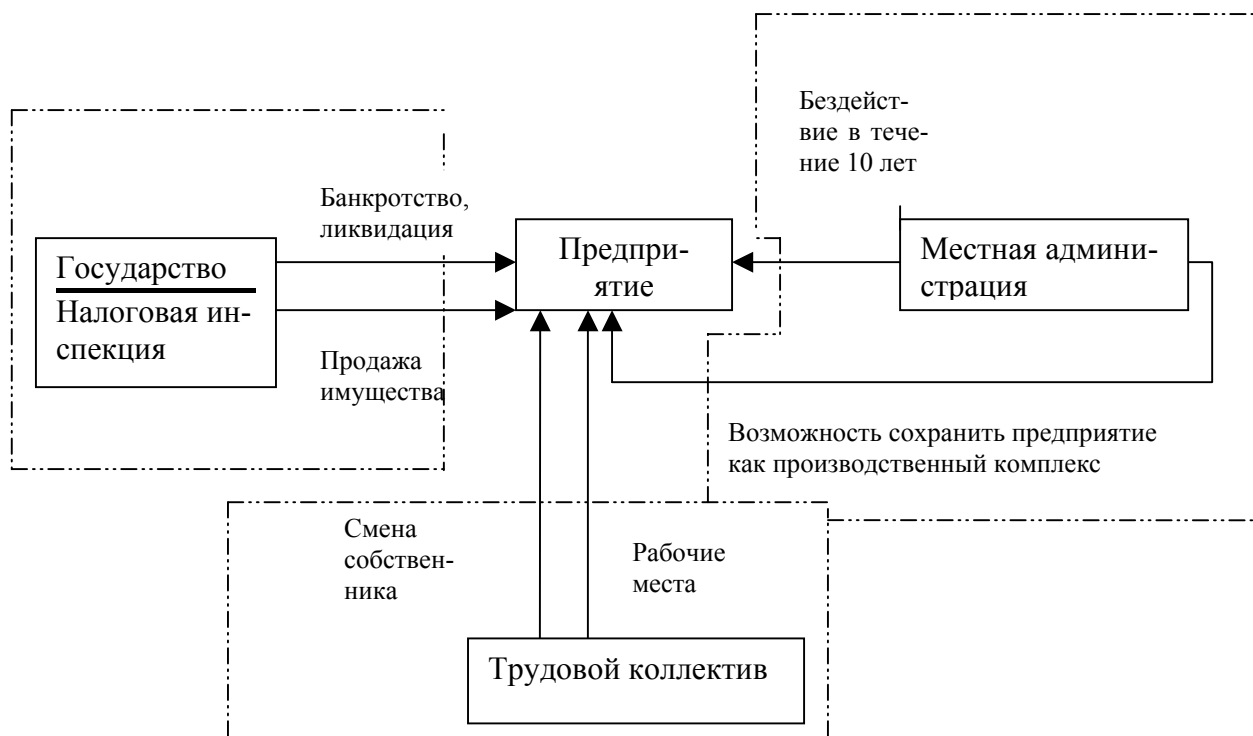 Бездейст-
вие в тече-
ние 10 лет
Банкротство,
ликвидация
Государство
Налоговая ин-
спекция
Предпри-
ятие
Местная админи-
страция
Продажа
имущества
Возможность сохранить предприятие
как производственный комплекс
Смена
собствен-
ника
Рабочие
места
Трудовой коллектив